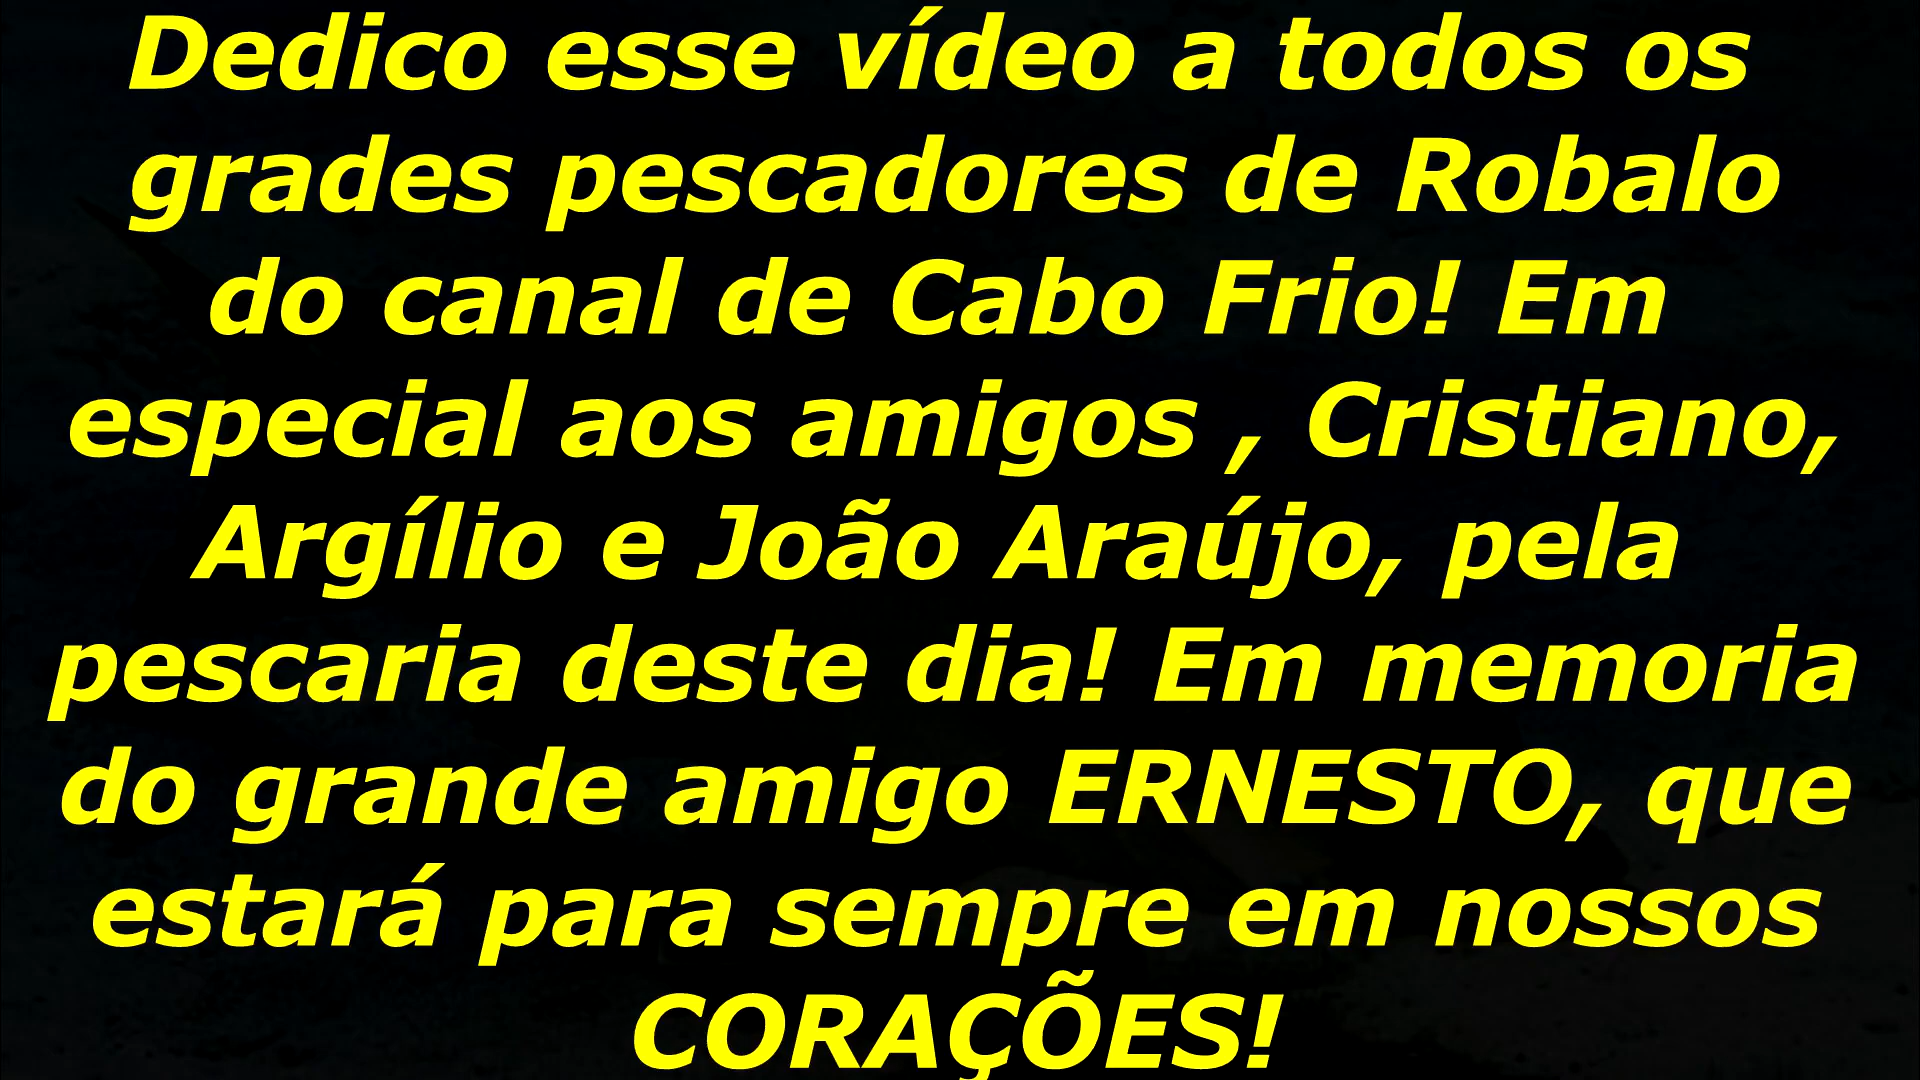 Dedico esse vídeo a todos os
grades pescadores de Robalo
do canal de Cabo Frio! Em
especial aos amigos , Cristiano,
Argílio e João Araújo, pela
pescaria deste dia! Em memoria
do grande amigo ERNESTO, que
estará para sempre em nossos
CORAÇÕES!